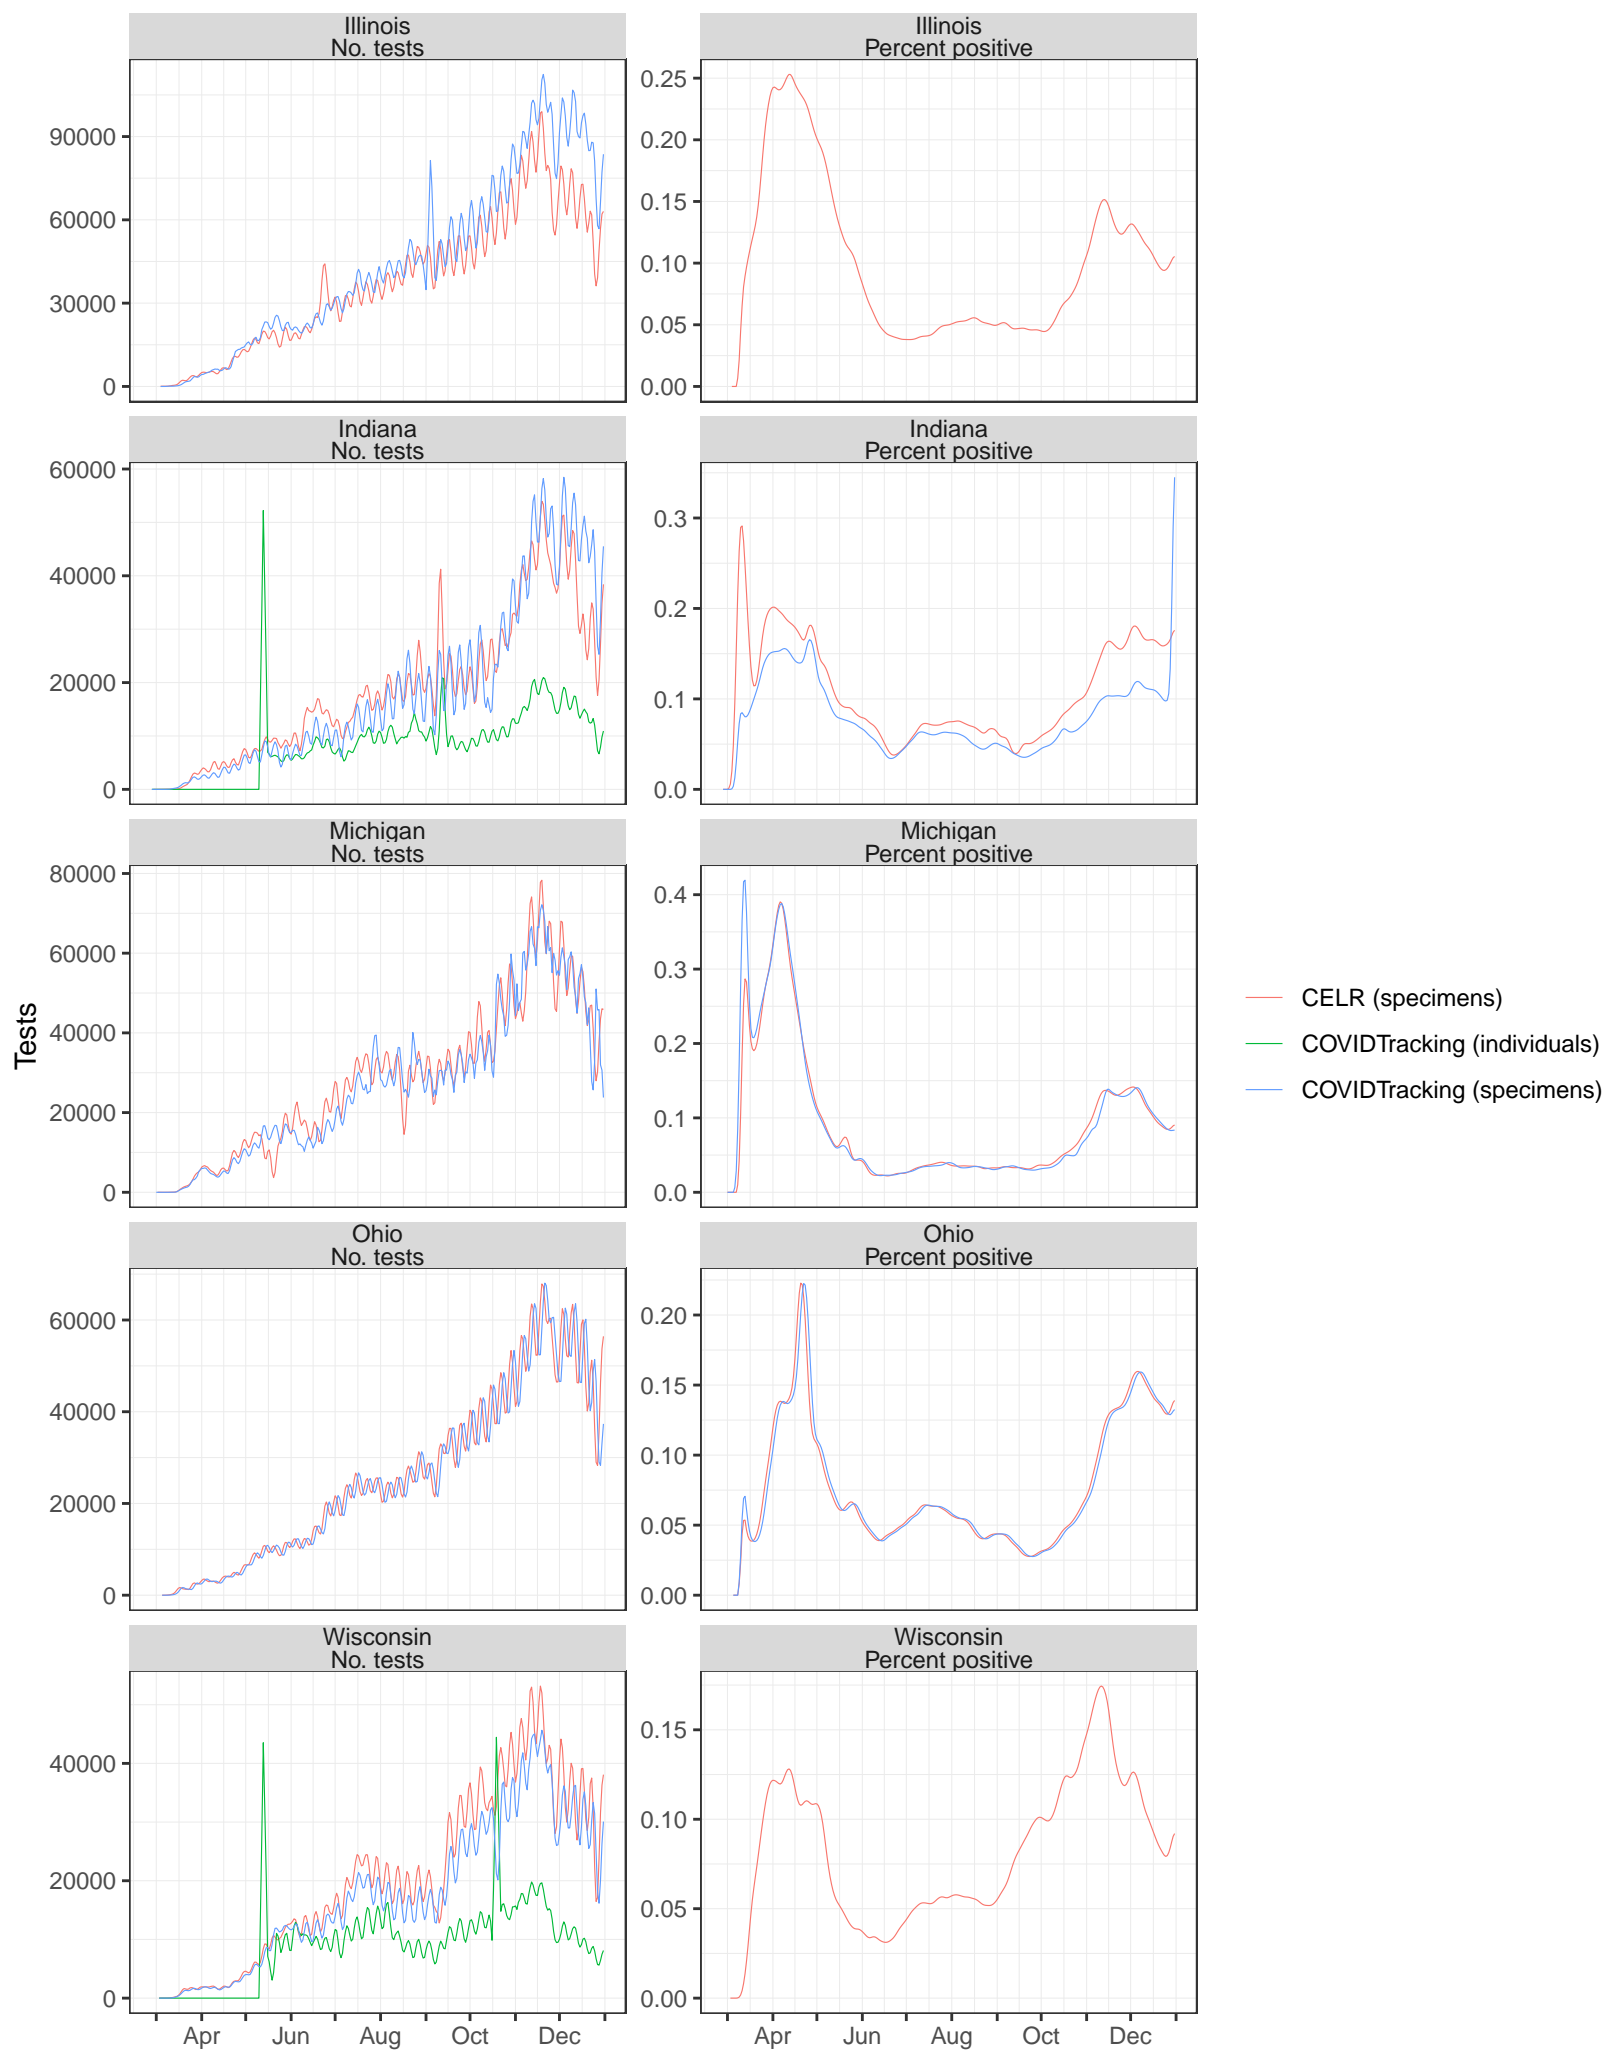 Illinois
No. tests
Illinois
Percent positive
90000
60000
30000
0
0.25
0.20
0.15
0.10
0.05
0.00
Indiana
No. tests
Indiana
Percent positive
60000
40000
20000
0
0.3
0.2
0.1
0.0
Michigan
No. tests
Michigan
Percent positive
80000
60000
40000
20000
0
0.4
0.3
0.2
0.1
0.0
Tests
CELR (specimens)
COVIDTracking (individuals)
COVIDTracking (specimens)
Ohio
No. tests
Ohio
Percent positive
60000
40000
20000
0
0.20
0.15
0.10
0.05
0.00
Wisconsin
No. tests
Wisconsin
Percent positive
40000
20000
0
0.15
0.10
0.05
0.00
Apr Jun Aug Oct Dec
Apr Jun Aug Oct Dec